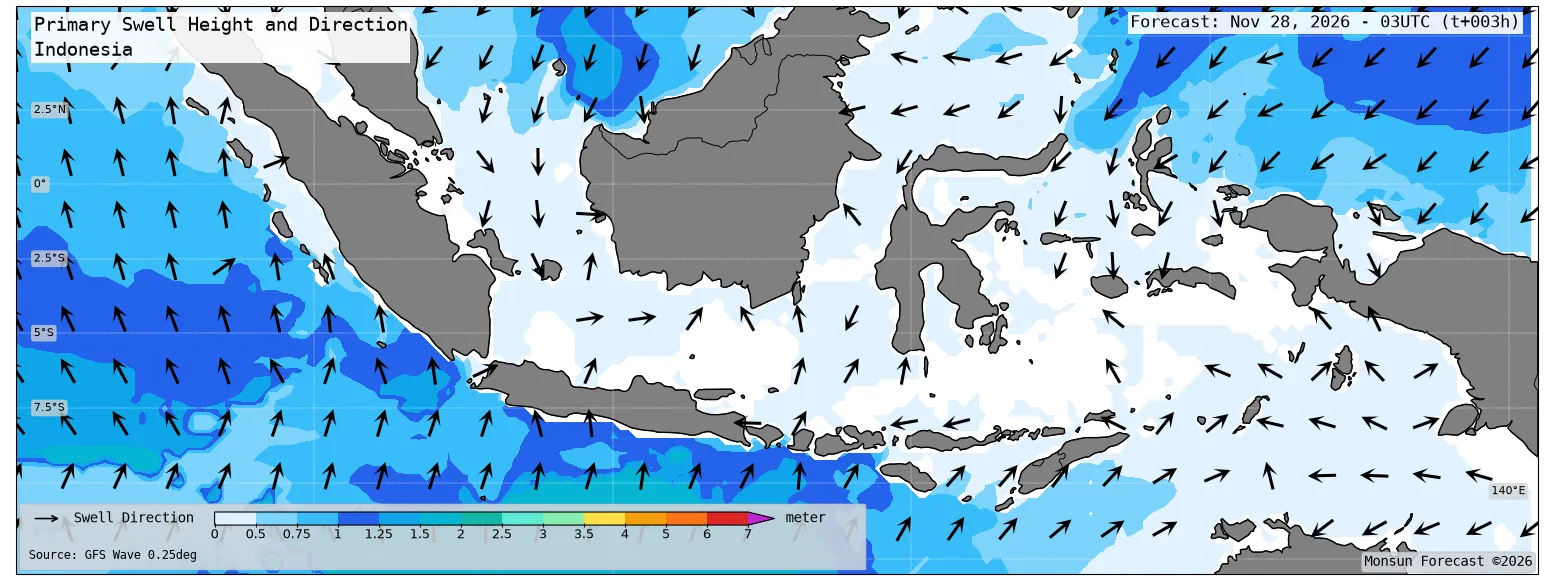 Primary Swell Height and Direction
Indonesia
Forecast: Nov 28, 2026 - 03UTC (t+003h)
2.5°N
0°
2.5°S
5°S
7.5°S
140°E
Swell Direction
0 0.5 0.75 1 1.25 1.5 2 2.5 3 3.5 4 5 6 7
meter
Source: GFS Wave 0.25deg
Monsun Forecast ©2026